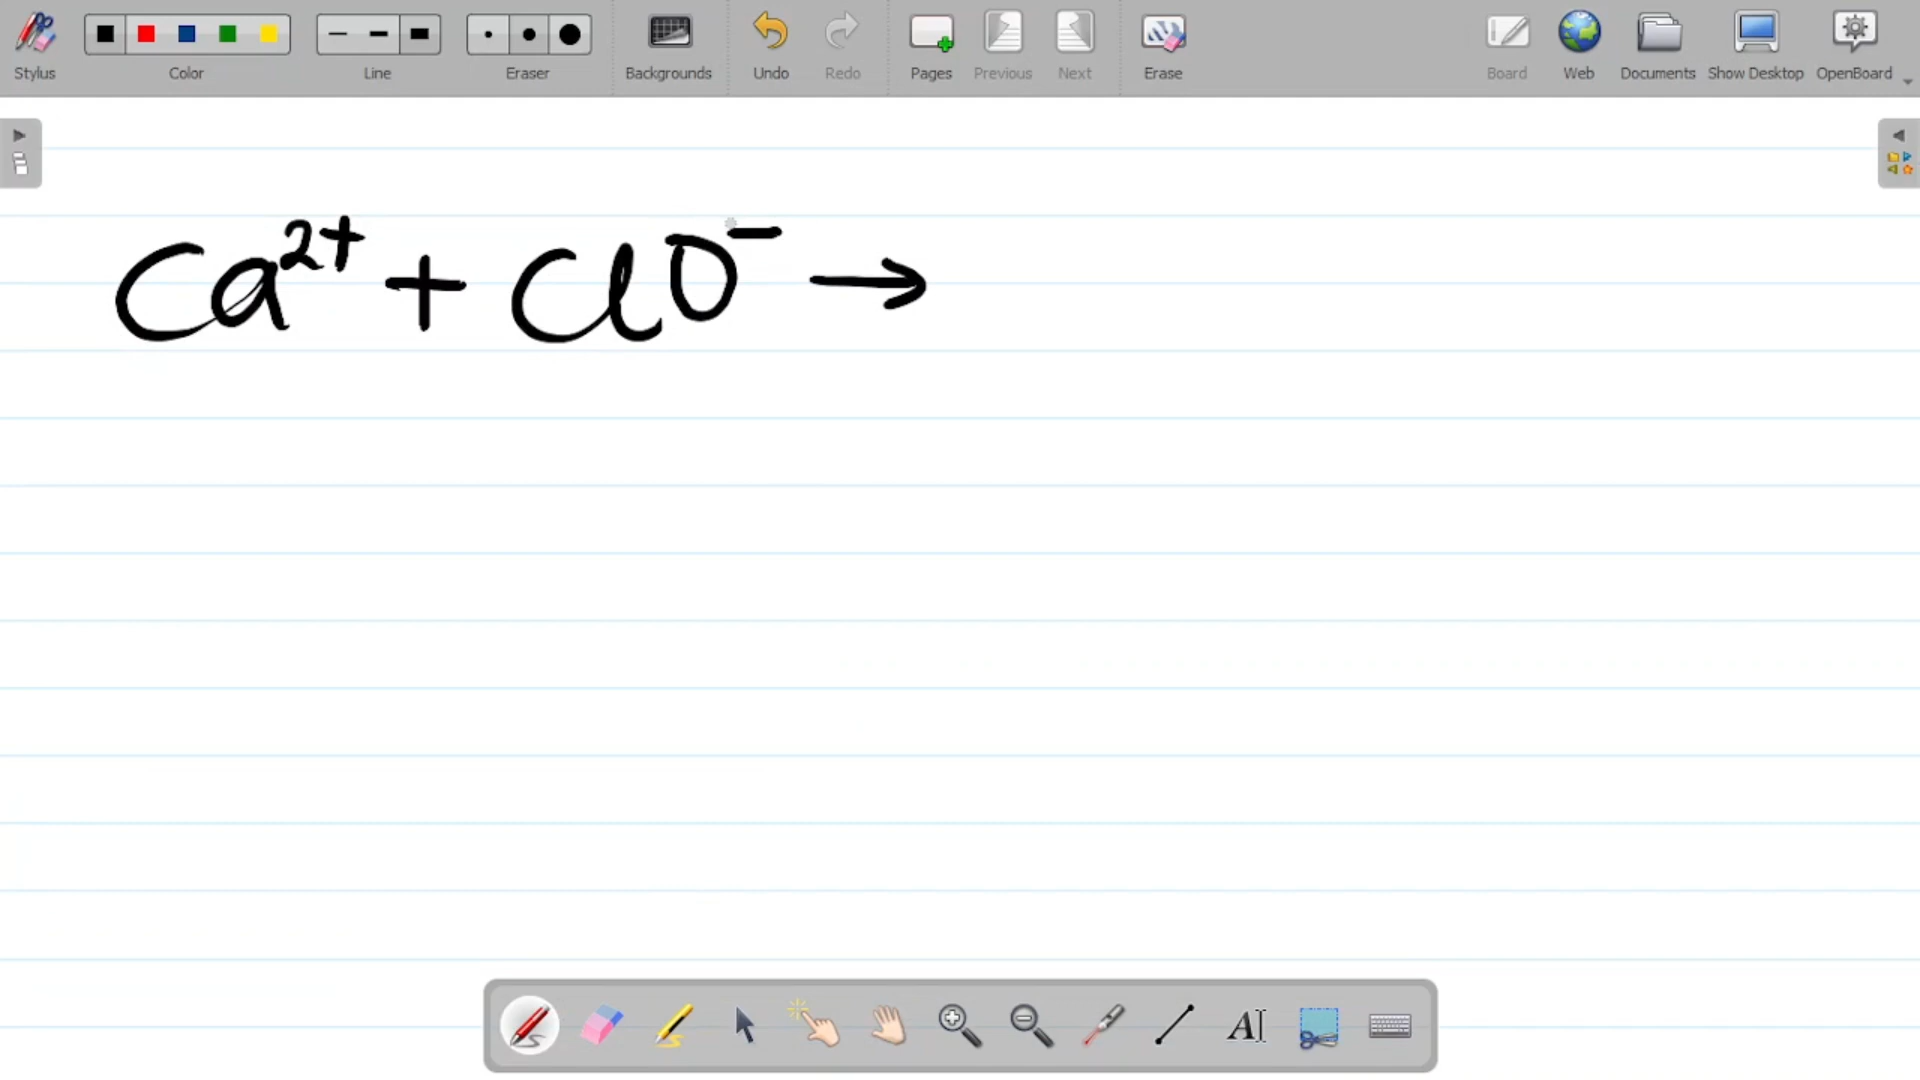 Stylus Color Line Eraser Backgrounds Undo Redo Pages Previous Next Erase Board Web Documents Show Desktop OpenBoard
Ca²⁺ + ClO⁻ →